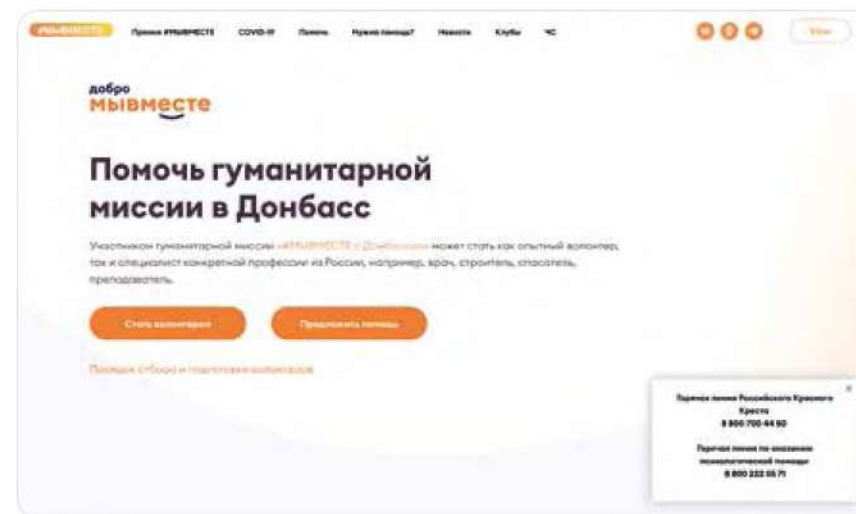 #МЫВМЕСТЕ Премия #МЫВМЕСТЕ COVID-19 Помочь Нужна помощь? Новости Клубы ЧС
добро
мывместе
Помочь гуманитарной
миссии в Донбасс
Участником гуманитарной миссии «#МЫВМЕСТЕ с Донбассом» может стать как опытный волонтер,
так и специалист конкретной профессии из России, например, врач, строитель, спасатель,
преподаватель.
Стать волонтером Предложить помощь
Порядок отбора и подготовки волонтеров
Горячая линия Российского Красного
Креста
8 800 700 44 50
Горячая линия по оказанию
психологической помощи
8 800 222 55 71